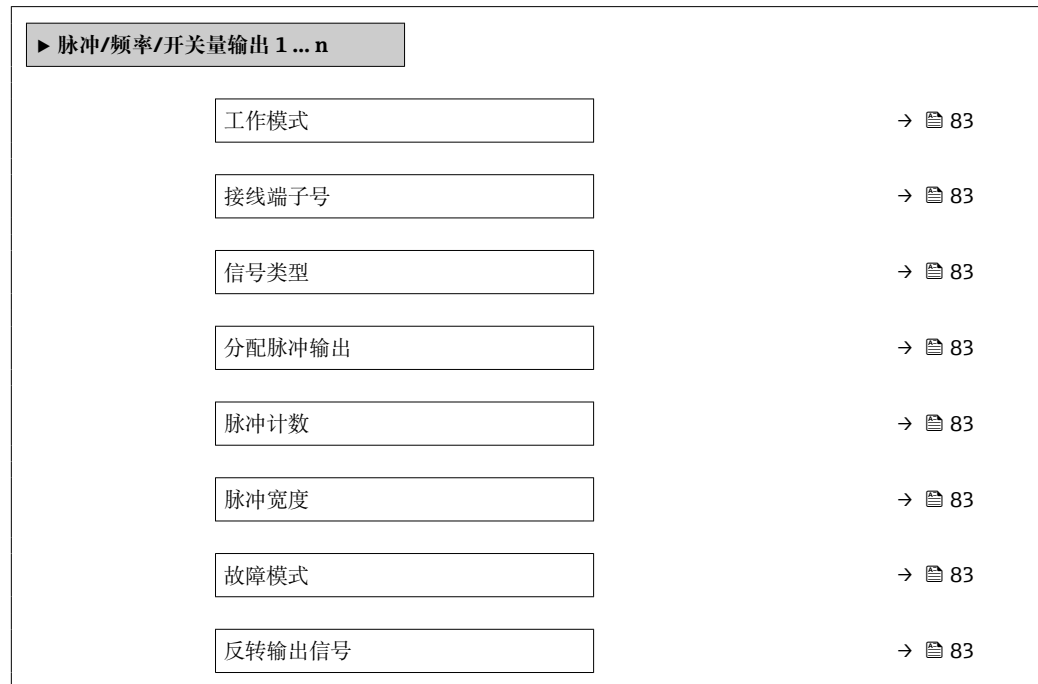 ▶ 脉冲/频率/开关量输出 1 ... n
工作模式 → 🖹 83
接线端子号 → 🖹 83
信号类型 → 🖹 83
分配脉冲输出 → 🖹 83
脉冲计数 → 🖹 83
脉冲宽度 → 🖹 83
故障模式 → 🖹 83
反转输出信号 → 🖹 83